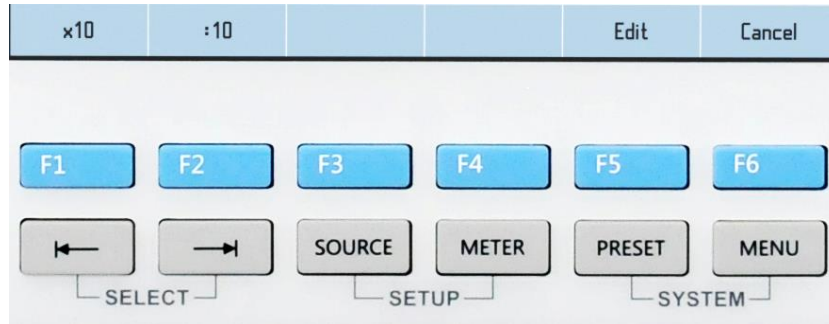 x10 :10 Edit Cancel
F1 F2 F3 F4 F5 F6
SOURCE METER PRESET MENU
SELECT SETUP SYSTEM